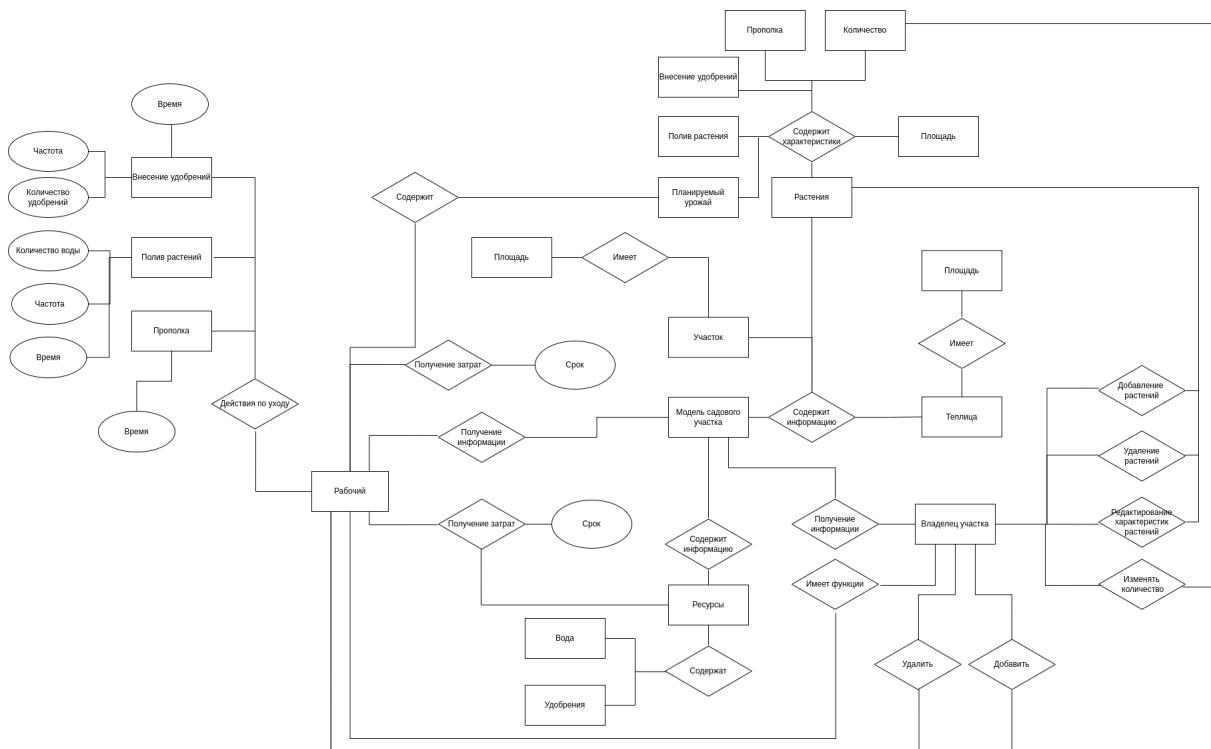 Прополка
Количество
Внесение удобрений
Время
Содержит
характеристики
Полив растения
Площадь
Частота
Внесение удобрений
Количество
удобрений
Содержит
Планируемый
урожай
Растения
Количество воды
Полив растений
Площадь
Имеет
Площадь
Частота
Прополка
Участок
Имеет
Время
Получение затрат
Срок
Добавление
растений
Действия по уходу
Модель садового
участка
Содержит
информацию
Теплица
Время
Получение
информации
Удаление
растений
Рабочий
Получение затрат
Срок
Получение
информации
Владелец участка
Редактирование
характеристик
растений
Содержит
информацию
Имеет функции
Изменять
количество
Ресурсы
Вода
Содержат
Удалить
Добавить
Удобрения